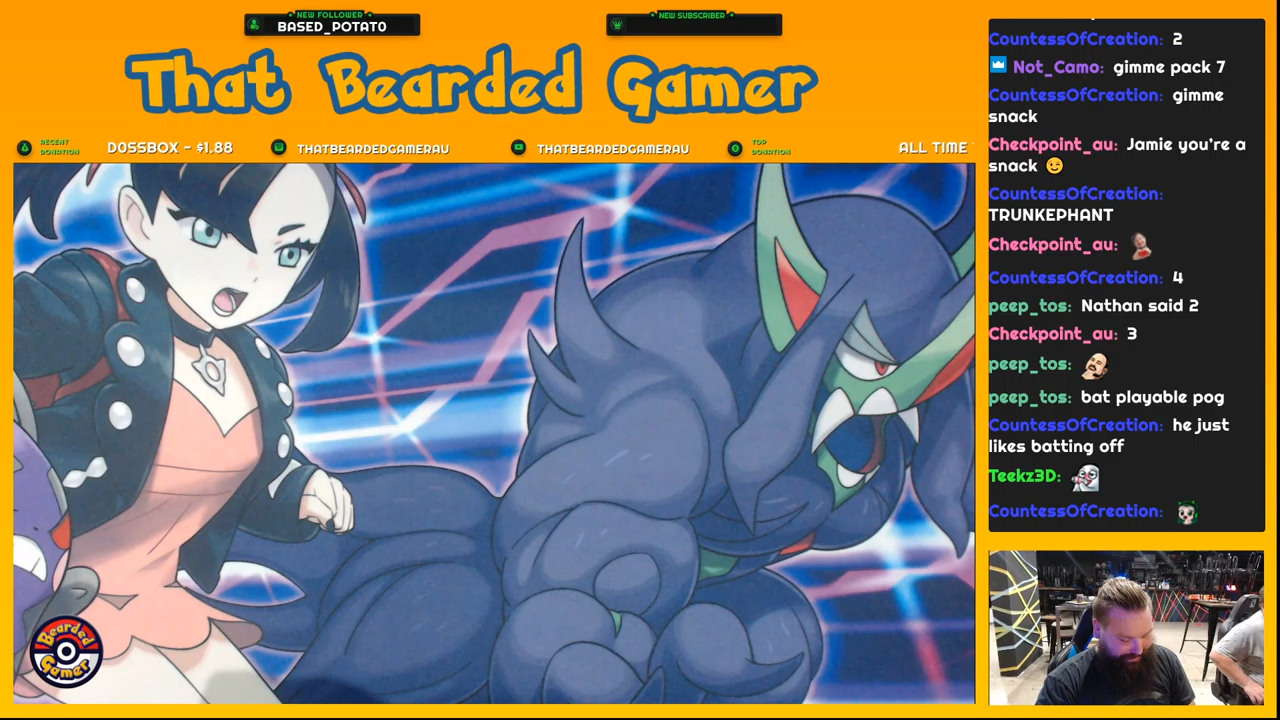 NEW FOLLOWER
BASED_POTATO
NEW SUBSCRIBER
That Bearded Gamer
RECENT
DONATION
D0SSBOX - $1.88
THATBEARDEDGAMERAU
THATBEARDEDGAMERAU
TOP
DONATION
ALL TIME
CountessOfCreation: 2
Not_Camo: gimme pack 7
CountessOfCreation: gimme
snack
Checkpoint_au: Jamie you're a
snack 😉
CountessOfCreation:
TRUNKEPHANT
Checkpoint_au:
CountessOfCreation: 4
peep_tos: Nathan said 2
Checkpoint_au: 3
peep_tos:
peep_tos: bat playable pog
CountessOfCreation: he just
likes batting off
Teekz3D:
CountessOfCreation:
Bearded
Gamer